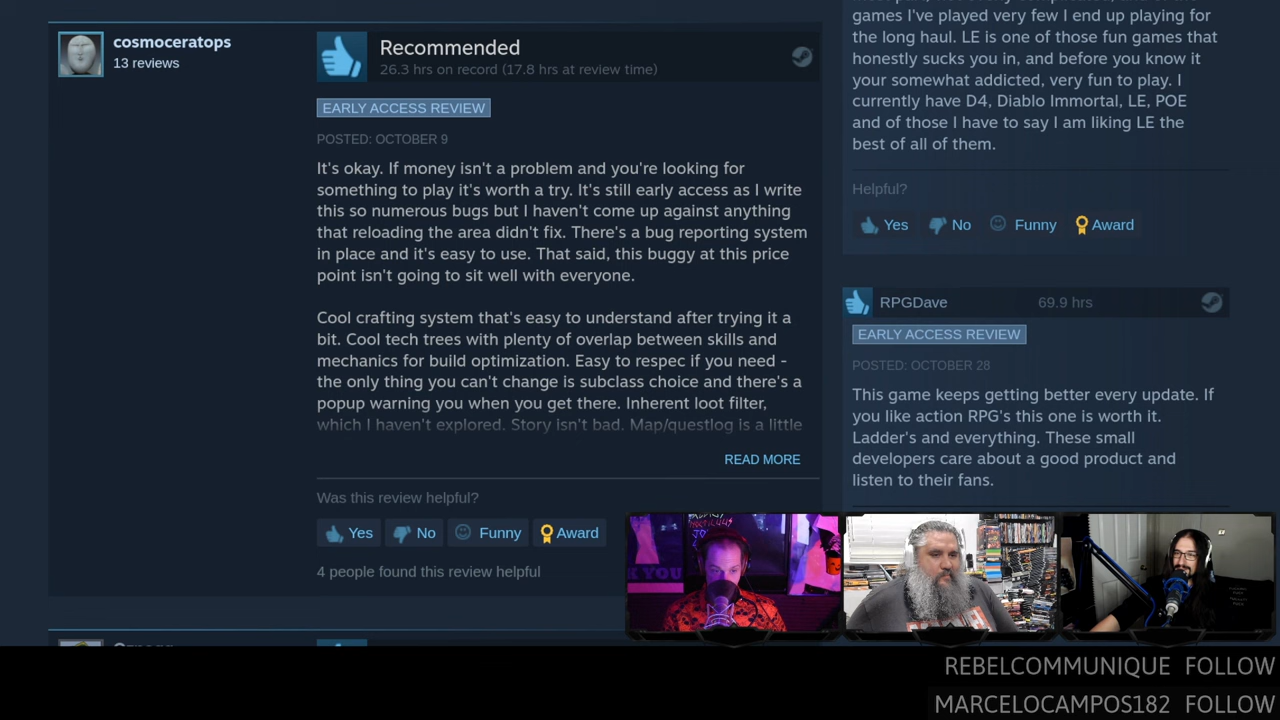 cosmoceratops
13 reviews
Recommended
26.3 hrs on record (17.8 hrs at review time)
EARLY ACCESS REVIEW
POSTED: OCTOBER 9
It's okay. If money isn't a problem and you're looking for
something to play it's worth a try. It's still early access as I write
this so numerous bugs but I haven't come up against anything
that reloading the area didn't fix. There's a bug reporting system
in place and it's easy to use. That said, this buggy at this price
point isn't going to sit well with everyone.
Cool crafting system that's easy to understand after trying it a
bit. Cool tech trees with plenty of overlap between skills and
mechanics for build optimization. Easy to respec if you need -
the only thing you can't change is subclass choice and there's a
popup warning you when you get there. Inherent loot filter,
which I haven't explored. Story isn't bad. Map/questlog is a little
READ MORE
Was this review helpful?
Yes No Funny Award
4 people found this review helpful
games I've played very few I end up playing for
the long haul. LE is one of those fun games that
honestly sucks you in, and before you know it
your somewhat addicted, very fun to play. I
currently have D4, Diablo Immortal, LE, POE
and of those I have to say I am liking LE the
best of all of them.
Helpful?
Yes No Funny Award
RPGDave 69.9 hrs
EARLY ACCESS REVIEW
POSTED: OCTOBER 28
This game keeps getting better every update. If
you like action RPG's this one is worth it.
Ladder's and everything. These small
developers care about a good product and
listen to their fans.
REBELCOMMUNIQUE FOLLOW
MARCELOCAMPOS182 FOLLOW